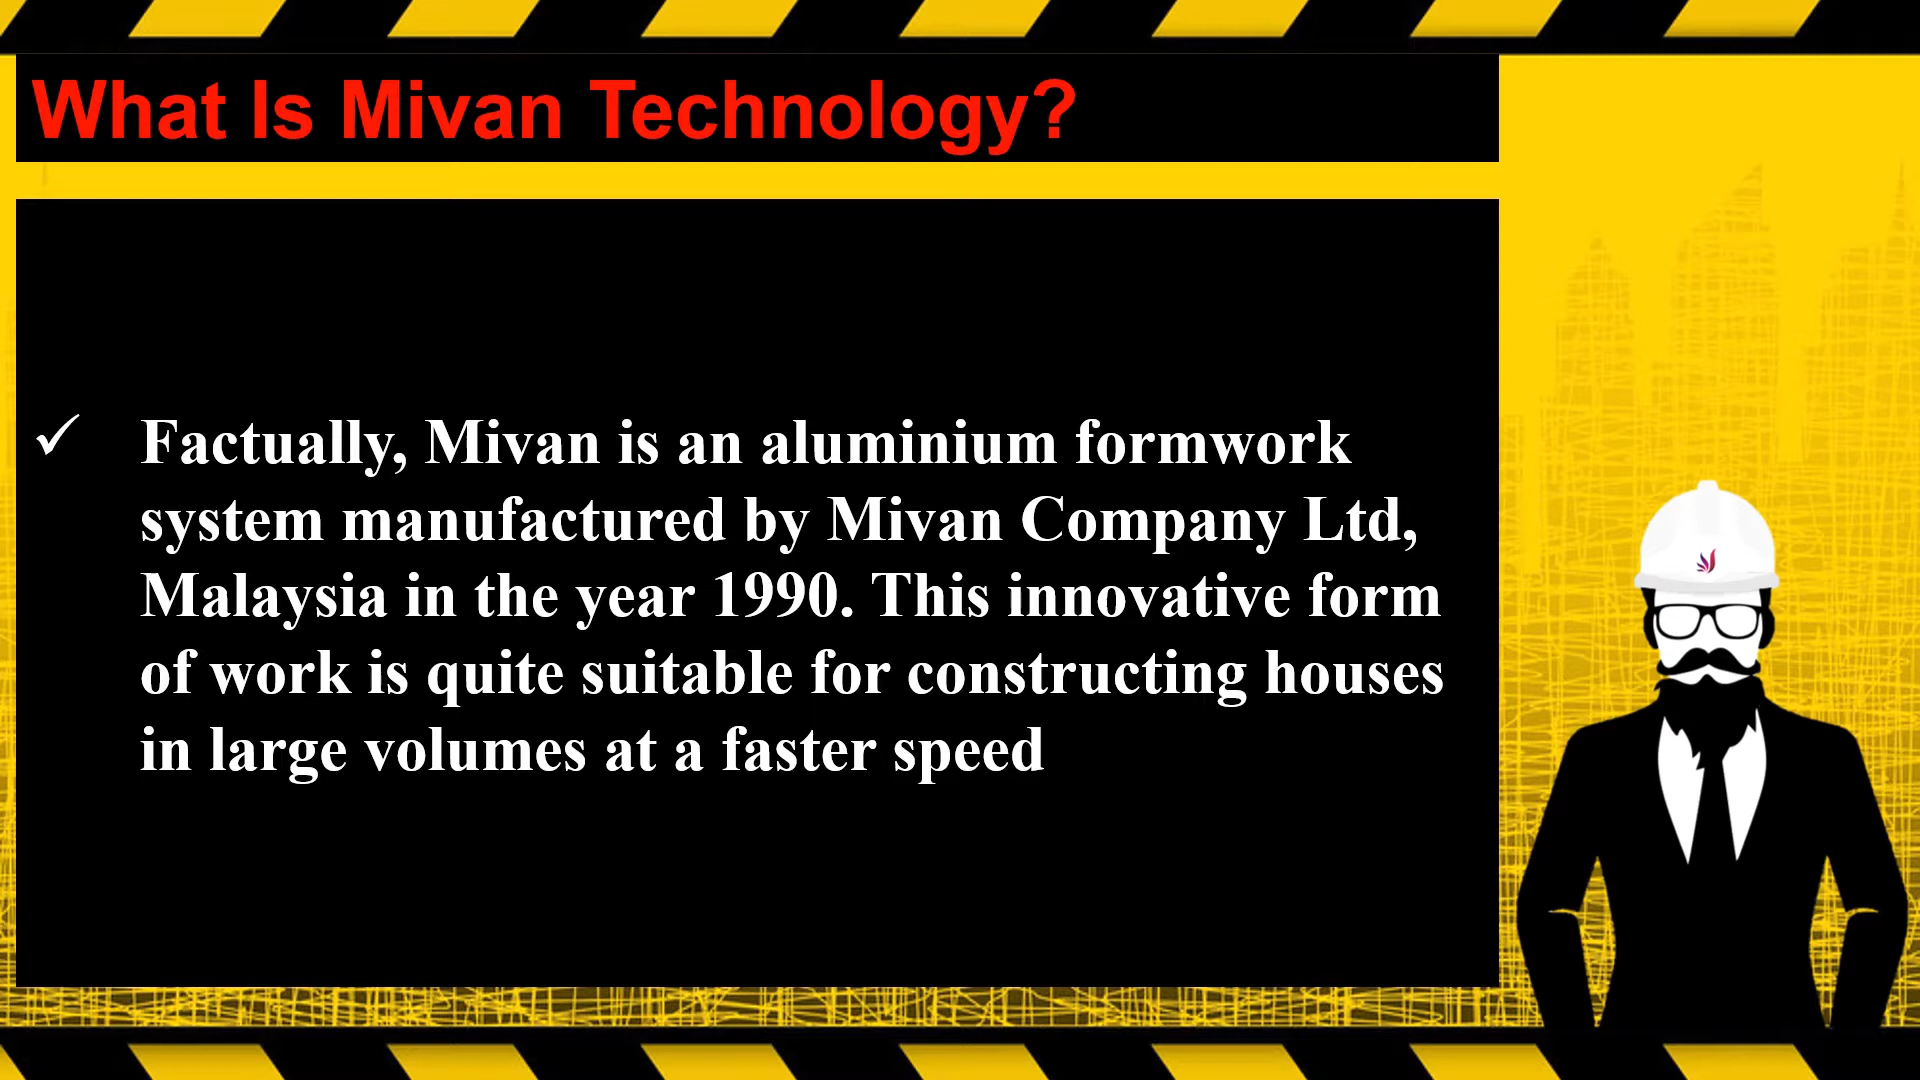 What Is Mivan Technology?
✓ Factually, Mivan is an aluminium formwork
system manufactured by Mivan Company Ltd,
Malaysia in the year 1990. This innovative form
of work is quite suitable for constructing houses
in large volumes at a faster speed